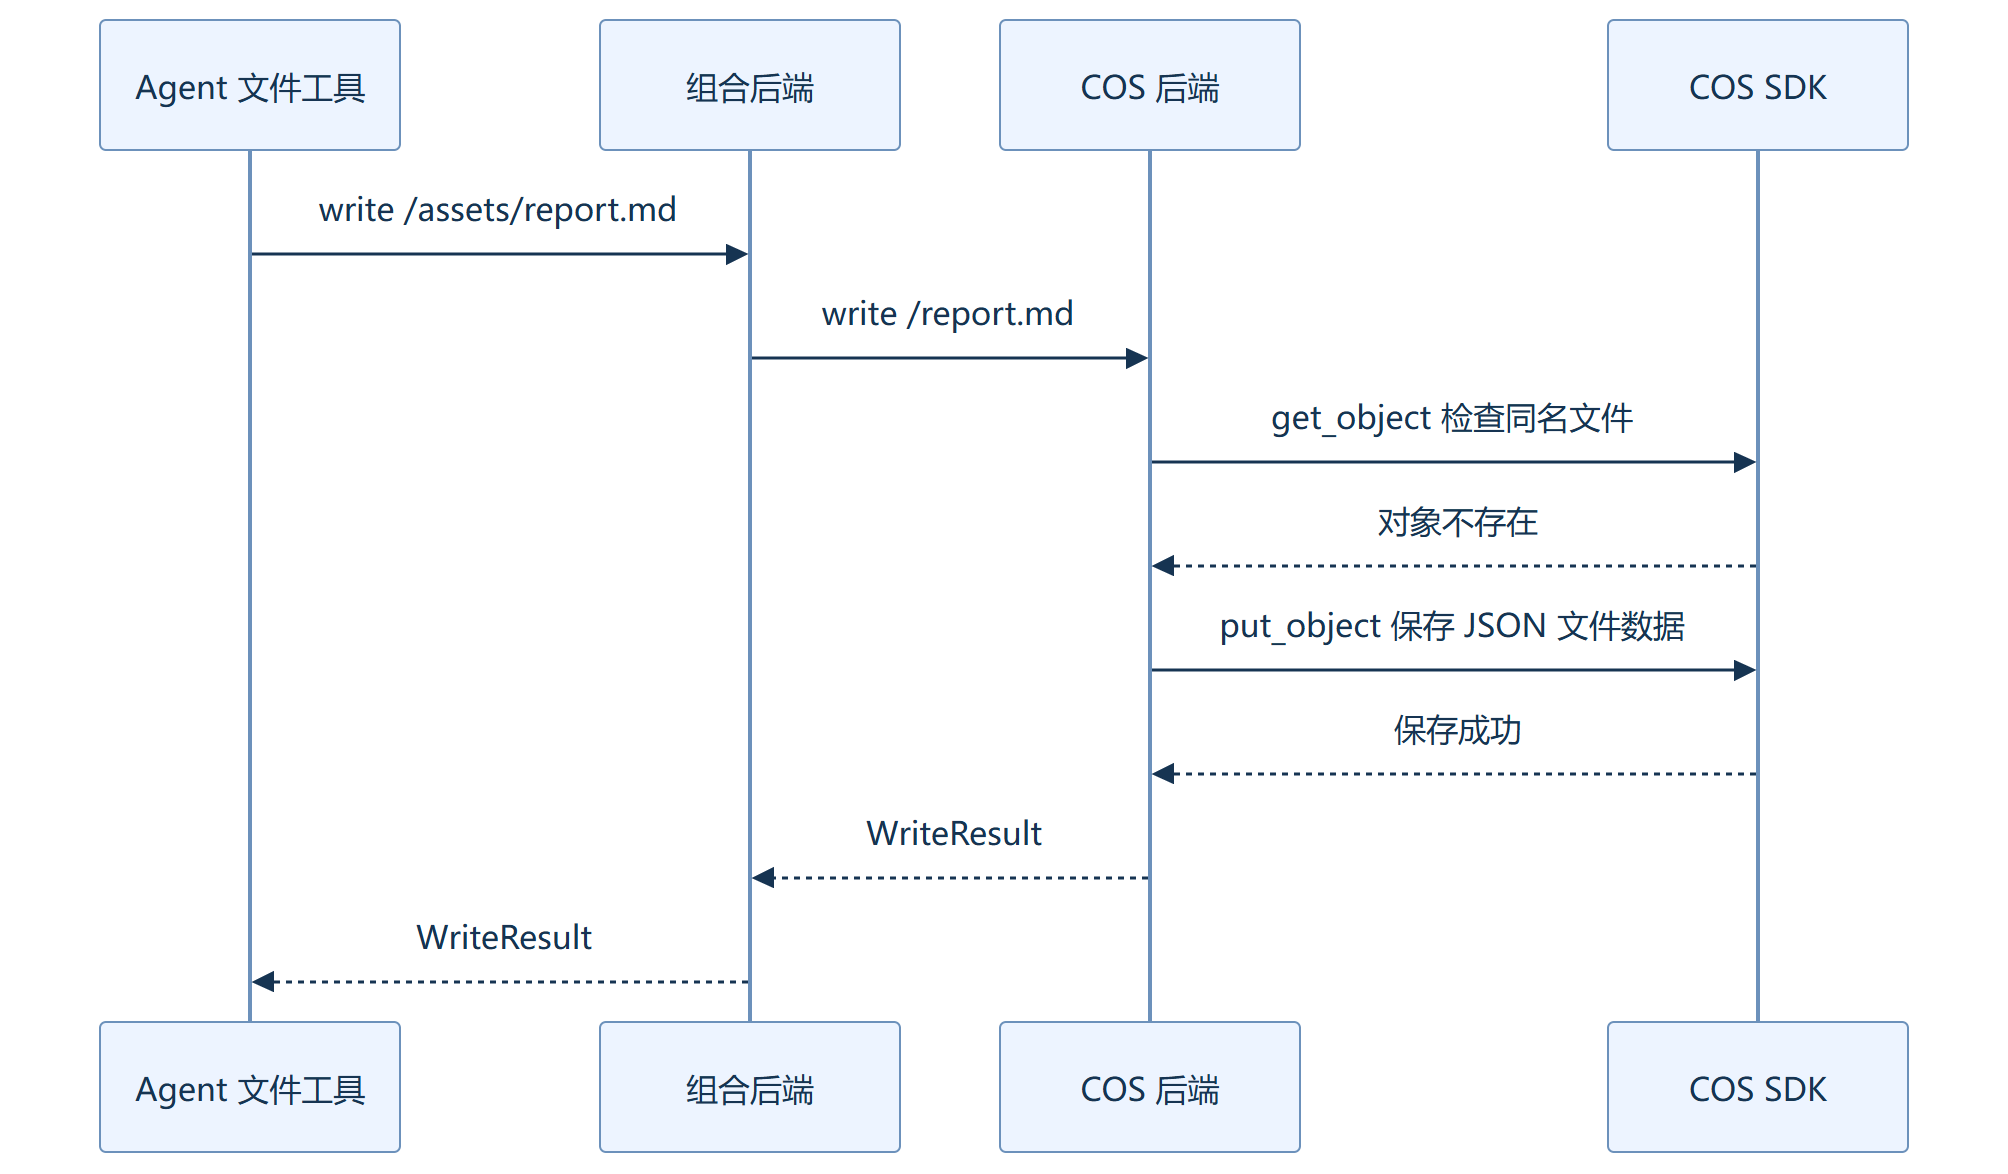 Agent 文件工具
组合后端
COS 后端
COS SDK
write /assets/report.md
write /report.md
get_object 检查同名文件
对象不存在
put_object 保存 JSON 文件数据
保存成功
WriteResult
WriteResult
Agent 文件工具
组合后端
COS 后端
COS SDK